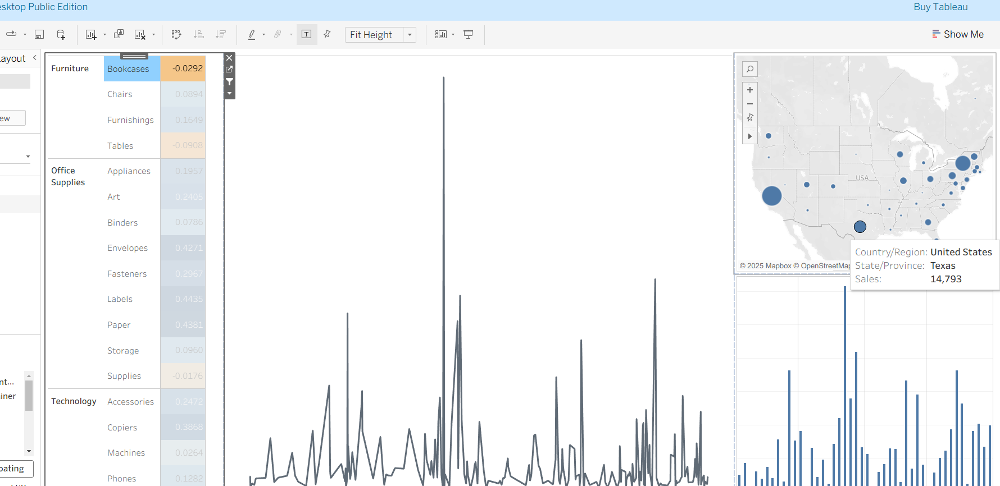 esktop Public Edition
Buy Tableau
Fit Height
Show Me
ayout
ew
nt...
iner
oating
Furniture
Bookcases -0.0292
Chairs 0.0894
Furnishings 0.1649
Tables -0.0908
Office
Supplies
Appliances 0.1957
Art 0.2405
Binders 0.0786
Envelopes 0.4271
Fasteners 0.2967
Labels 0.4435
Paper 0.4381
Storage 0.0960
Supplies -0.0176
Technology
Accessories 0.2472
Copiers 0.3868
Machines 0.0264
Phones 0.1282
USA
© 2025 Mapbox © OpenStreetMap
Country/Region: United States
State/Province: Texas
Sales: 14,793